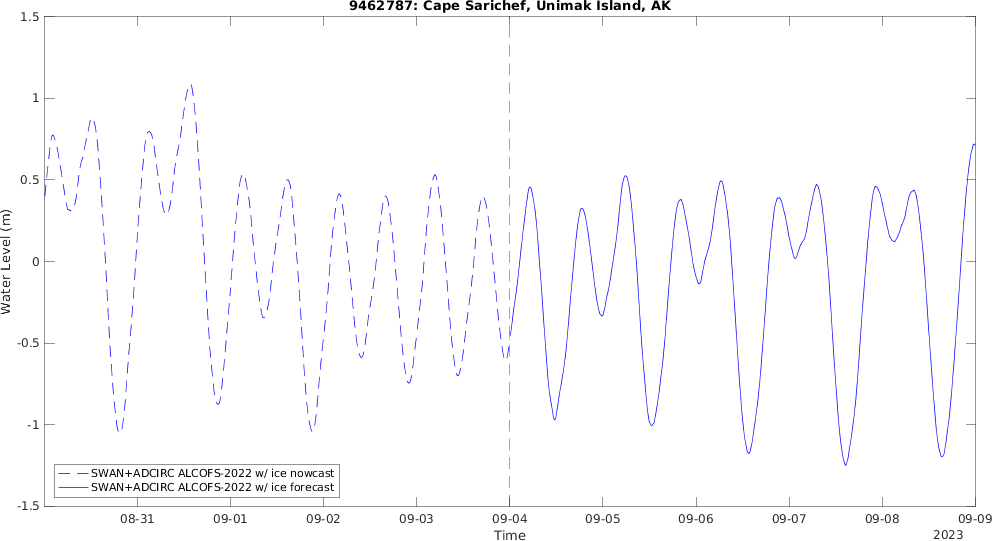 9462787: Cape Sarichef, Unimak Island, AK
1.5
1
0.5
0
-0.5
-1
-1.5
Water Level (m)
SWAN+ADCIRC ALCOFS-2022 w/ ice nowcast
SWAN+ADCIRC ALCOFS-2022 w/ ice forecast
08-31 09-01 09-02 09-03 09-04 09-05 09-06 09-07 09-08 09-09
Time
2023